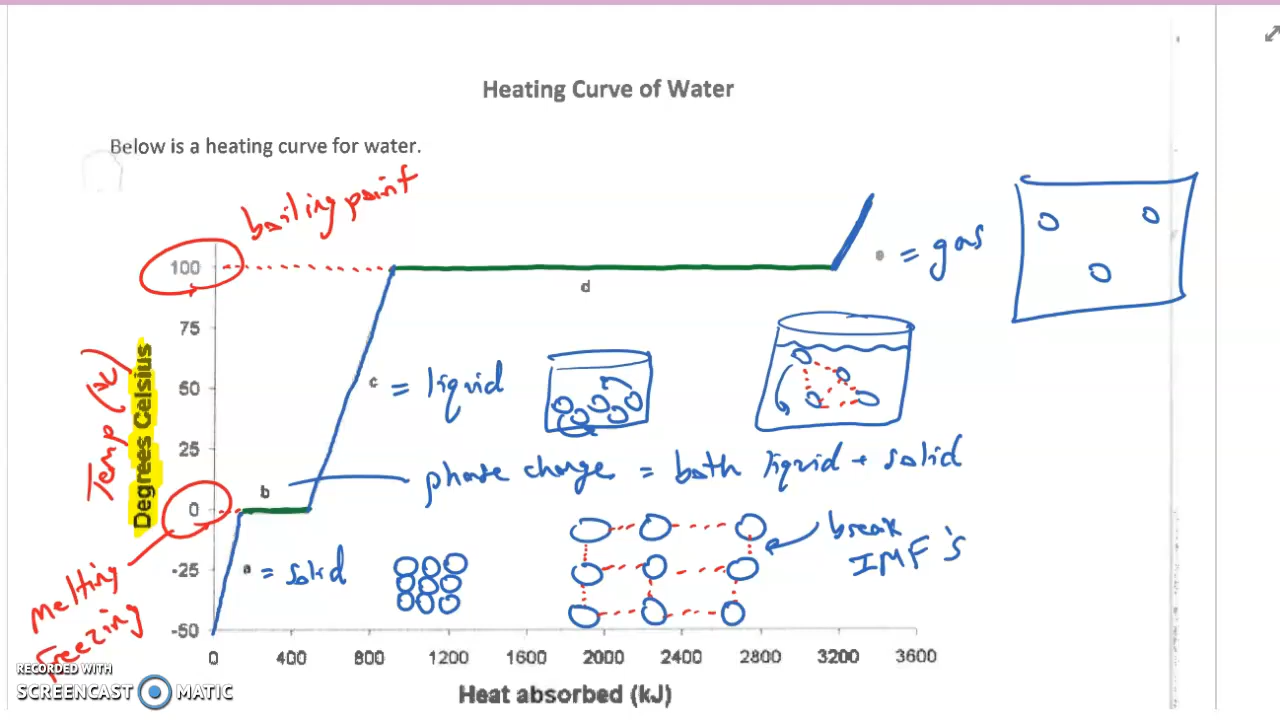 Heating Curve of Water
Below is a heating curve for water.
boiling point
100
d
e = gas
75
50
c = liquid
25
Degrees Celsius
phase change = both liquid + solid
b
0
break
IMF's
-25
a = solid
melting
freezing
-50
0 400 800 1200 1600 2000 2400 2800 3200 3600
Heat absorbed (kJ)
RECORDED WITH
SCREENCAST MATIC